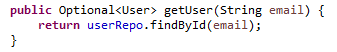 public Optional<User> getUser(String email) {
    return userRepo.findById(email);
}